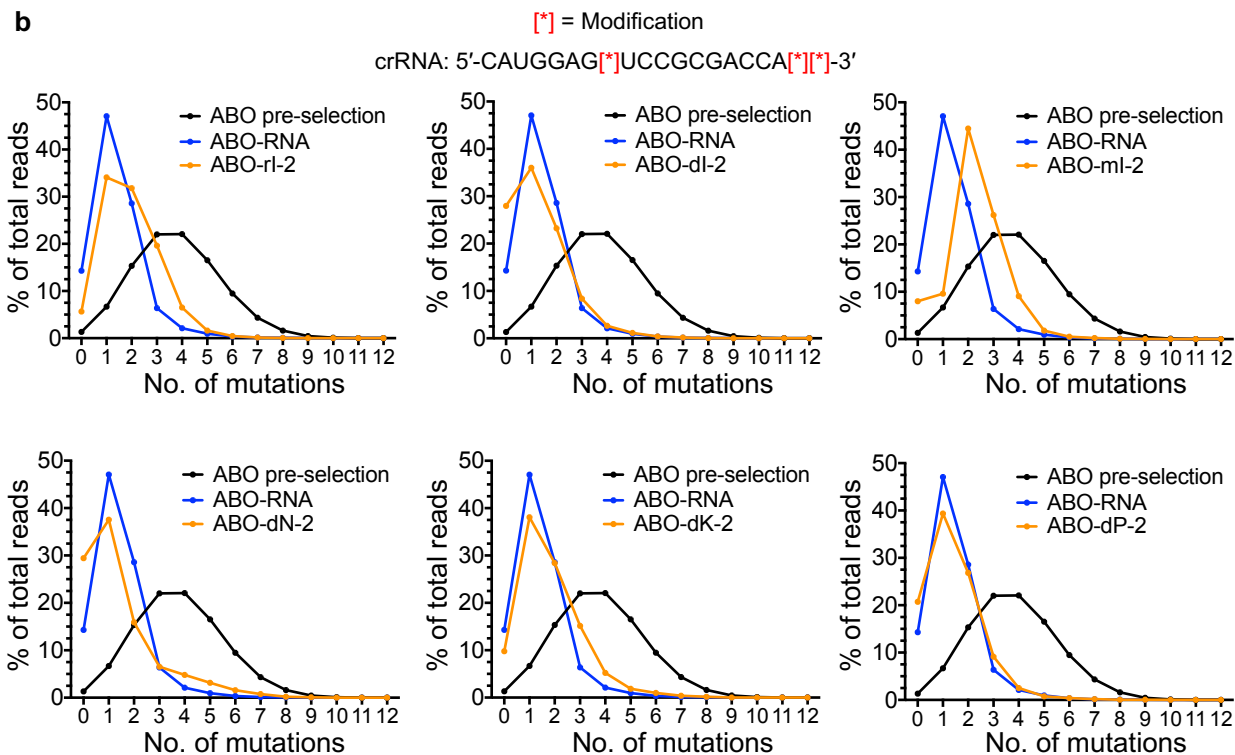 b
[*] = Modification
crRNA: 5′-CAUGGAG[*]UCCGCGACCA[*][*]-3′
50
40
30
20
10
0
% of total reads
ABO pre-selection
ABO-RNA
ABO-rI-2
0 1 2 3 4 5 6 7 8 9 10 11 12
No. of mutations
50
40
30
20
10
0
% of total reads
ABO pre-selection
ABO-RNA
ABO-dI-2
0 1 2 3 4 5 6 7 8 9 10 11 12
No. of mutations
50
40
30
20
10
0
% of total reads
ABO pre-selection
ABO-RNA
ABO-mI-2
0 1 2 3 4 5 6 7 8 9 10 11 12
No. of mutations
50
40
30
20
10
0
% of total reads
ABO pre-selection
ABO-RNA
ABO-dN-2
0 1 2 3 4 5 6 7 8 9 10 11 12
No. of mutations
50
40
30
20
10
0
% of total reads
ABO pre-selection
ABO-RNA
ABO-dK-2
0 1 2 3 4 5 6 7 8 9 10 11 12
No. of mutations
50
40
30
20
10
0
% of total reads
ABO pre-selection
ABO-RNA
ABO-dP-2
0 1 2 3 4 5 6 7 8 9 10 11 12
No. of mutations